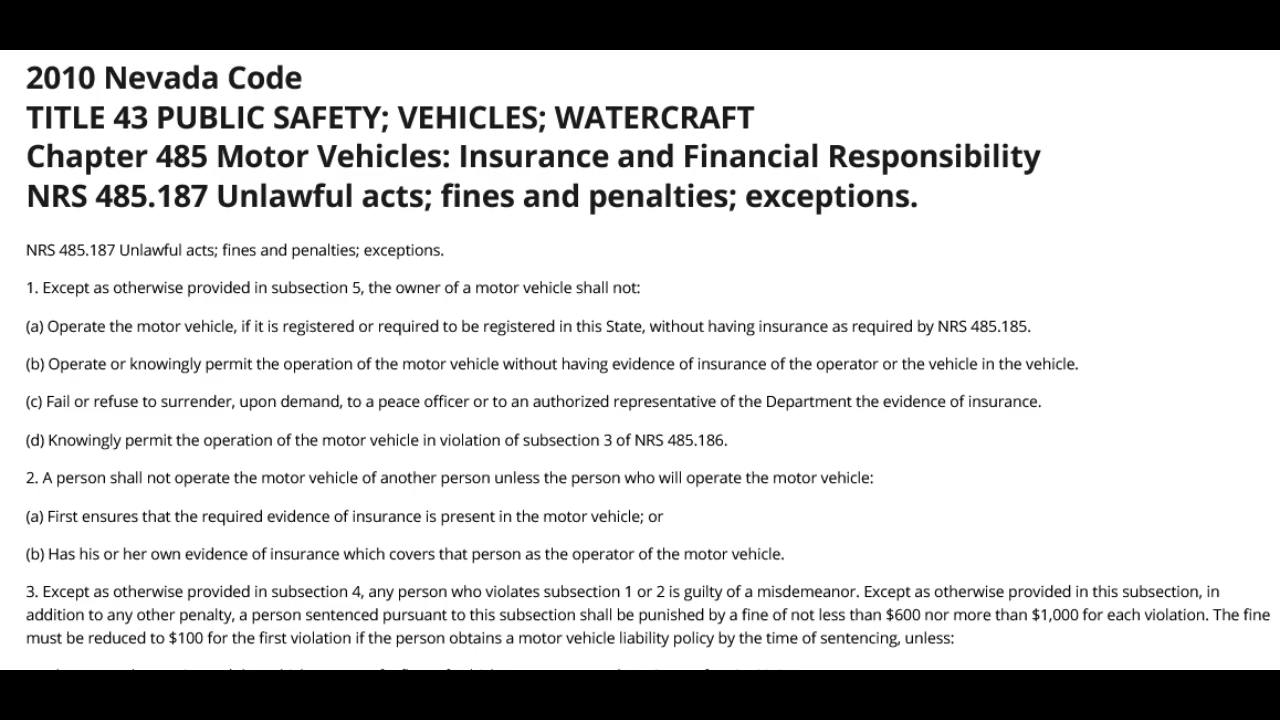 2010 Nevada Code
TITLE 43 PUBLIC SAFETY; VEHICLES; WATERCRAFT
Chapter 485 Motor Vehicles: Insurance and Financial Responsibility
NRS 485.187 Unlawful acts; fines and penalties; exceptions.
NRS 485.187 Unlawful acts; fines and penalties; exceptions.
1. Except as otherwise provided in subsection 5, the owner of a motor vehicle shall not:
(a) Operate the motor vehicle, if it is registered or required to be registered in this State, without having insurance as required by NRS 485.185.
(b) Operate or knowingly permit the operation of the motor vehicle without having evidence of insurance of the operator or the vehicle in the vehicle.
(c) Fail or refuse to surrender, upon demand, to a peace officer or to an authorized representative of the Department the evidence of insurance.
(d) Knowingly permit the operation of the motor vehicle in violation of subsection 3 of NRS 485.186.
2. A person shall not operate the motor vehicle of another person unless the person who will operate the motor vehicle:
(a) First ensures that the required evidence of insurance is present in the motor vehicle; or
(b) Has his or her own evidence of insurance which covers that person as the operator of the motor vehicle.
3. Except as otherwise provided in subsection 4, any person who violates subsection 1 or 2 is guilty of a misdemeanor. Except as otherwise provided in this subsection, in
addition to any other penalty, a person sentenced pursuant to this subsection shall be punished by a fine of not less than $600 nor more than $1,000 for each violation. The fine
must be reduced to $100 for the first violation if the person obtains a motor vehicle liability policy by the time of sentencing, unless: